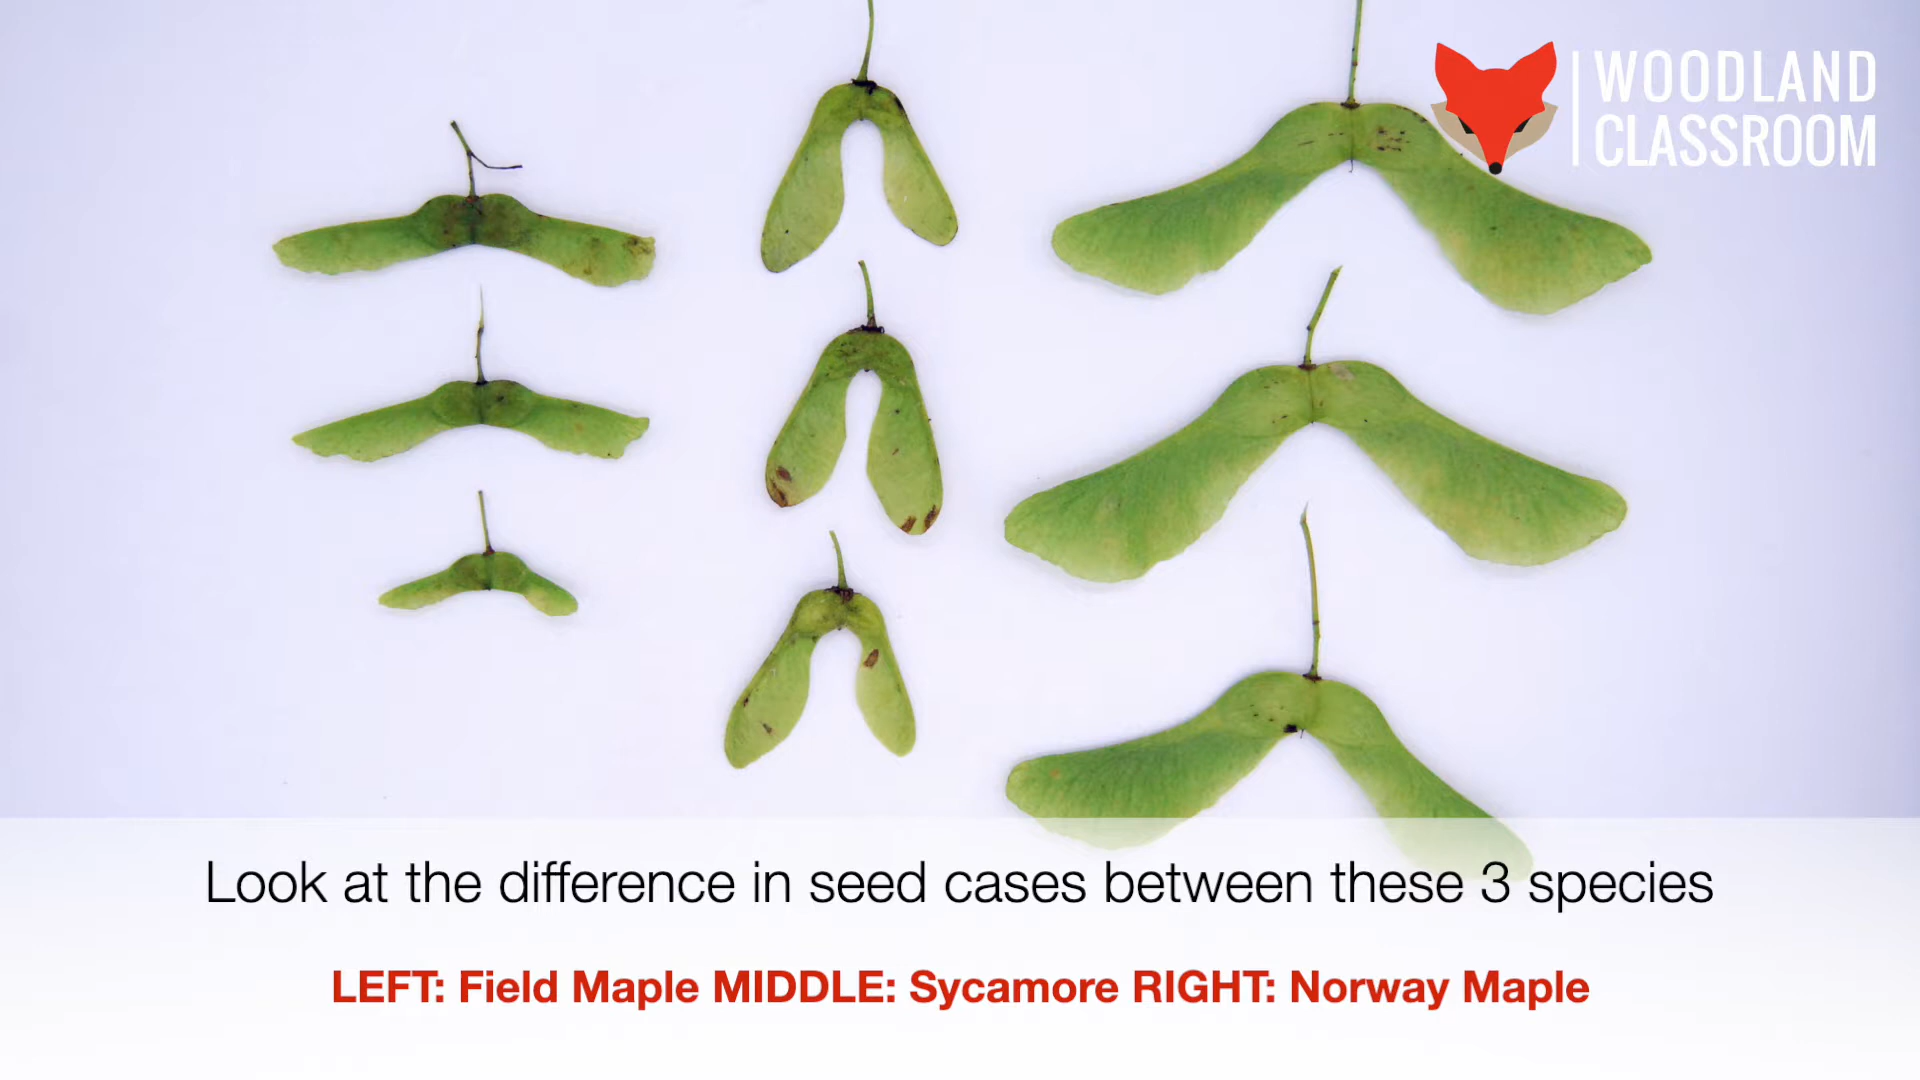 WOODLAND
CLASSROOM
Look at the difference in seed cases between these 3 species
LEFT: Field Maple MIDDLE: Sycamore RIGHT: Norway Maple